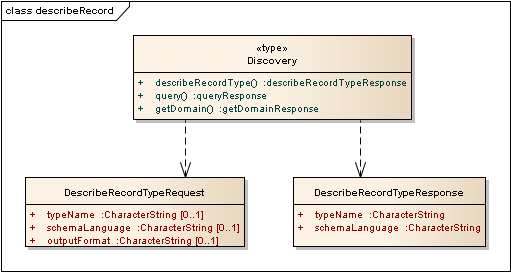 class describeRecord
«type»
Discovery
+ describeRecordType() :describeRecordTypeResponse
+ query() :queryResponse
+ getDomain() :getDomainResponse
DescribeRecordTypeRequest
+ typeName :CharacterString [0..1]
+ schemaLanguage :CharacterString [0..1]
+ outputFormat :CharacterString [0..1]
DescribeRecordTypeResponse
+ typeName :CharacterString
+ schemaLanguage :CharacterString